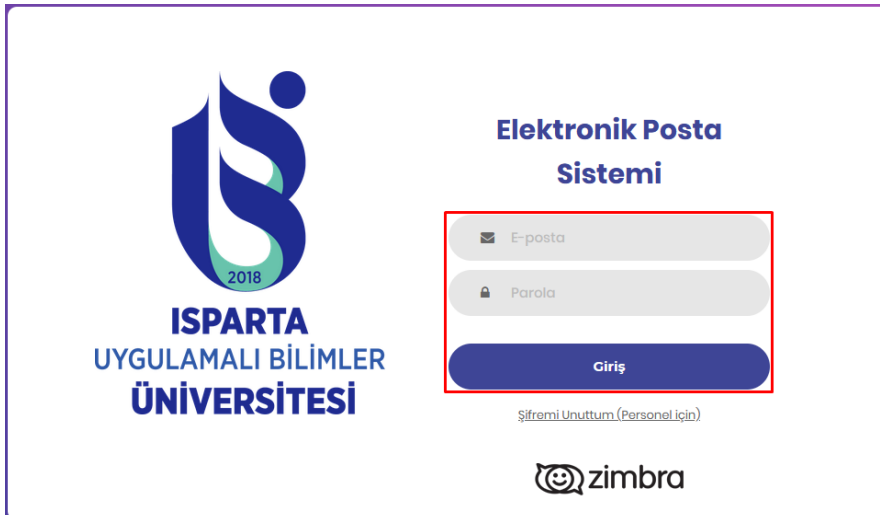 2018
ISPARTA
UYGULAMALI BİLİMLER
ÜNİVERSİTESİ
Elektronik Posta
Sistemi
E-posta
Parola
Giriş
Şifremi Unuttum (Personel için)
zimbra